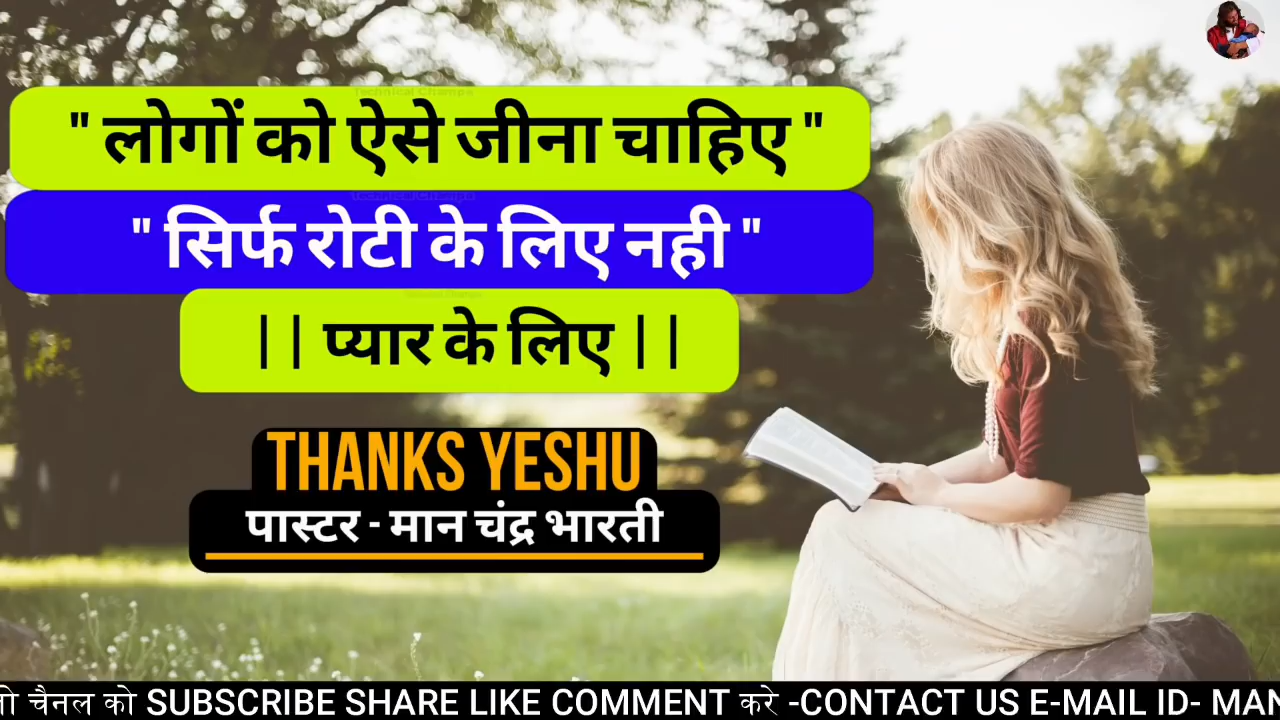 " लोगों को ऐसे जीना चाहिए "
" सिर्फ रोटी के लिए नही "
|| प्यार के लिए ||
THANKS YESHU
पास्टर - मान चंद्र भारती
चैनल को SUBSCRIBE SHARE LIKE COMMENT करे -CONTACT US E-MAIL ID- MAN